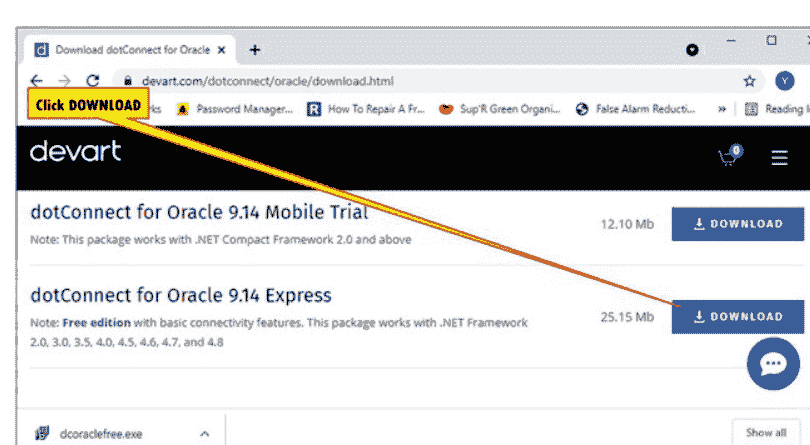 Download dotConnect for Oracle
devart.com/dotconnect/oracle/download.html
Y
Click DOWNLOAD
Password Manager... How To Repair A Fr... Sup'R Green Organi... False Alarm Reducti... » Reading
devart
0
dotConnect for Oracle 9.14 Mobile Trial
12.10 Mb
DOWNLOAD
Note: This package works with .NET Compact Framework 2.0 and above
dotConnect for Oracle 9.14 Express
25.15 Mb
DOWNLOAD
Note: Free edition with basic connectivity features. This package works with .NET Framework
2.0, 3.0, 3.5, 4.0, 4.5, 4.6, 4.7, and 4.8
dcoraclefree.exe
Show all